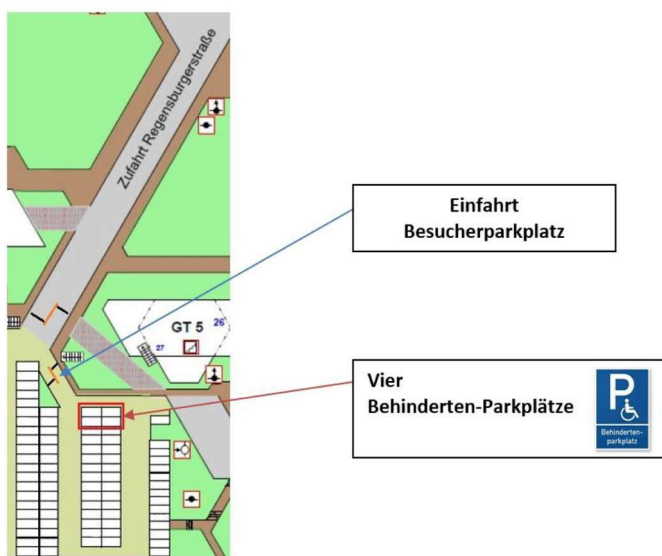 Zufahrt Regensburgerstraße
Einfahrt
Besucherparkplatz
GT 5
26
27
Vier
Behinderten-Parkplätze
P
Behinderten-
parkplatz